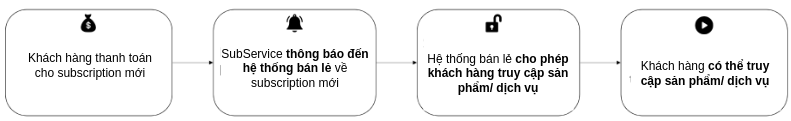 Khách hàng thanh toán
cho subscription mới
SubService thông báo đến
hệ thống bán lẻ về
subscription mới
Hệ thống bán lẻ cho phép
khách hàng truy cập sản
phẩm/ dịch vụ
Khách hàng có thể truy
cập sản phẩm/ dịch vụ